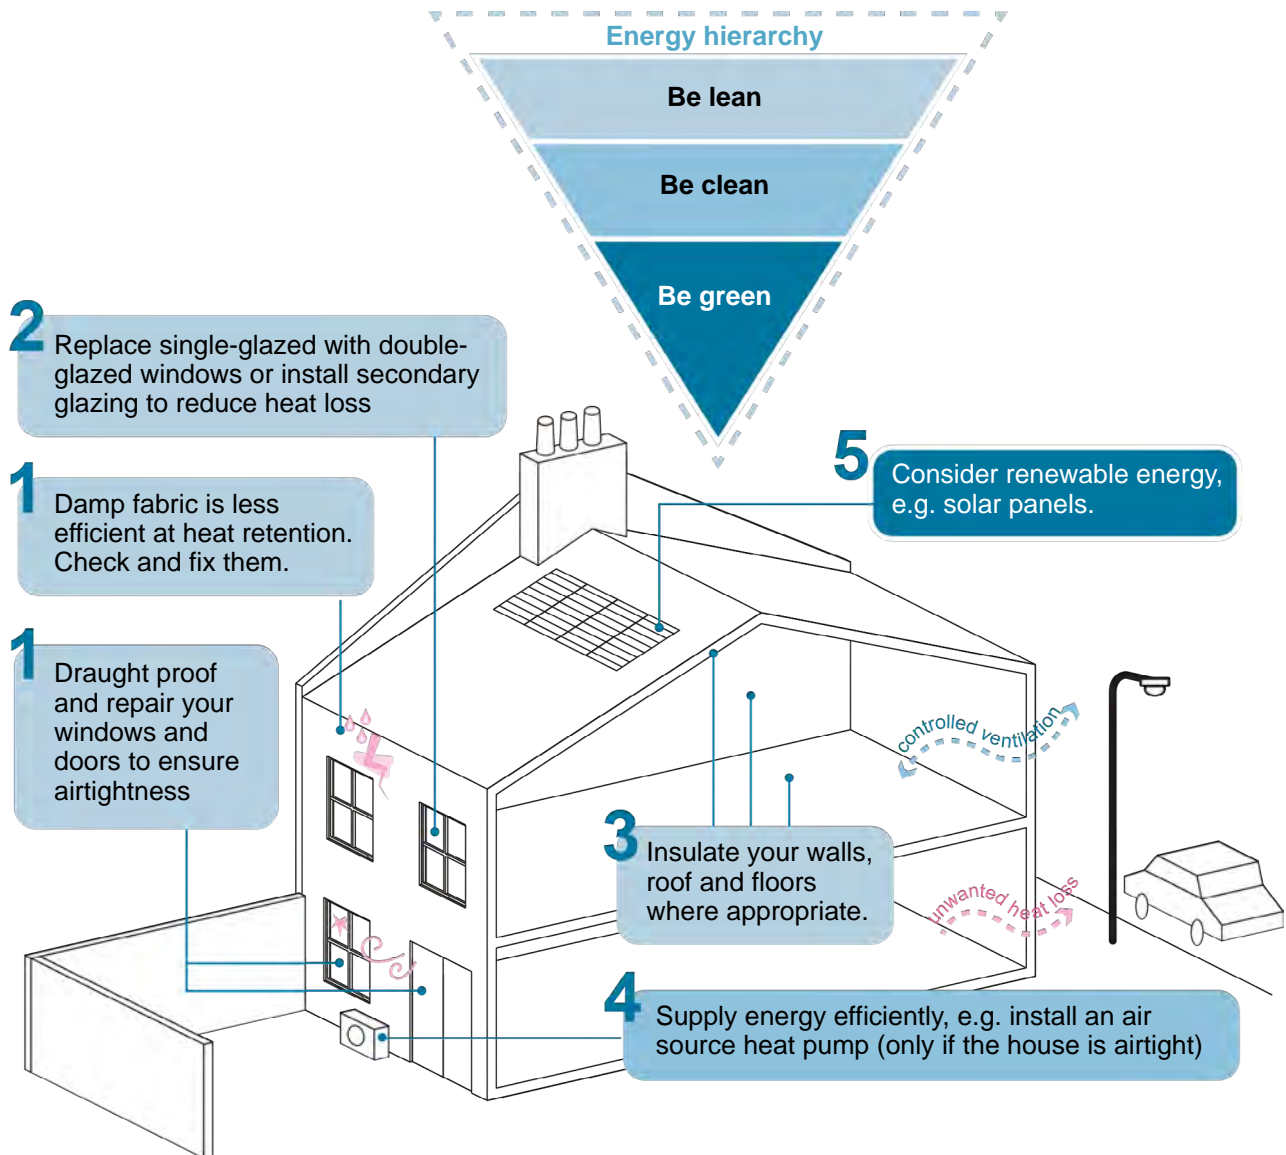 Energy hierarchy
Be lean
Be clean
Be green
2
Replace single-glazed with double-
glazed windows or install secondary
glazing to reduce heat loss
1
Damp fabric is less
efficient at heat retention.
Check and fix them.
1
Draught proof
and repair your
windows and
doors to ensure
airtightness
5
Consider renewable energy,
e.g. solar panels.
controlled ventilation
3
Insulate your walls,
roof and floors
where appropriate.
unwanted heat loss
4
Supply energy efficiently, e.g. install an air
source heat pump (only if the house is airtight)